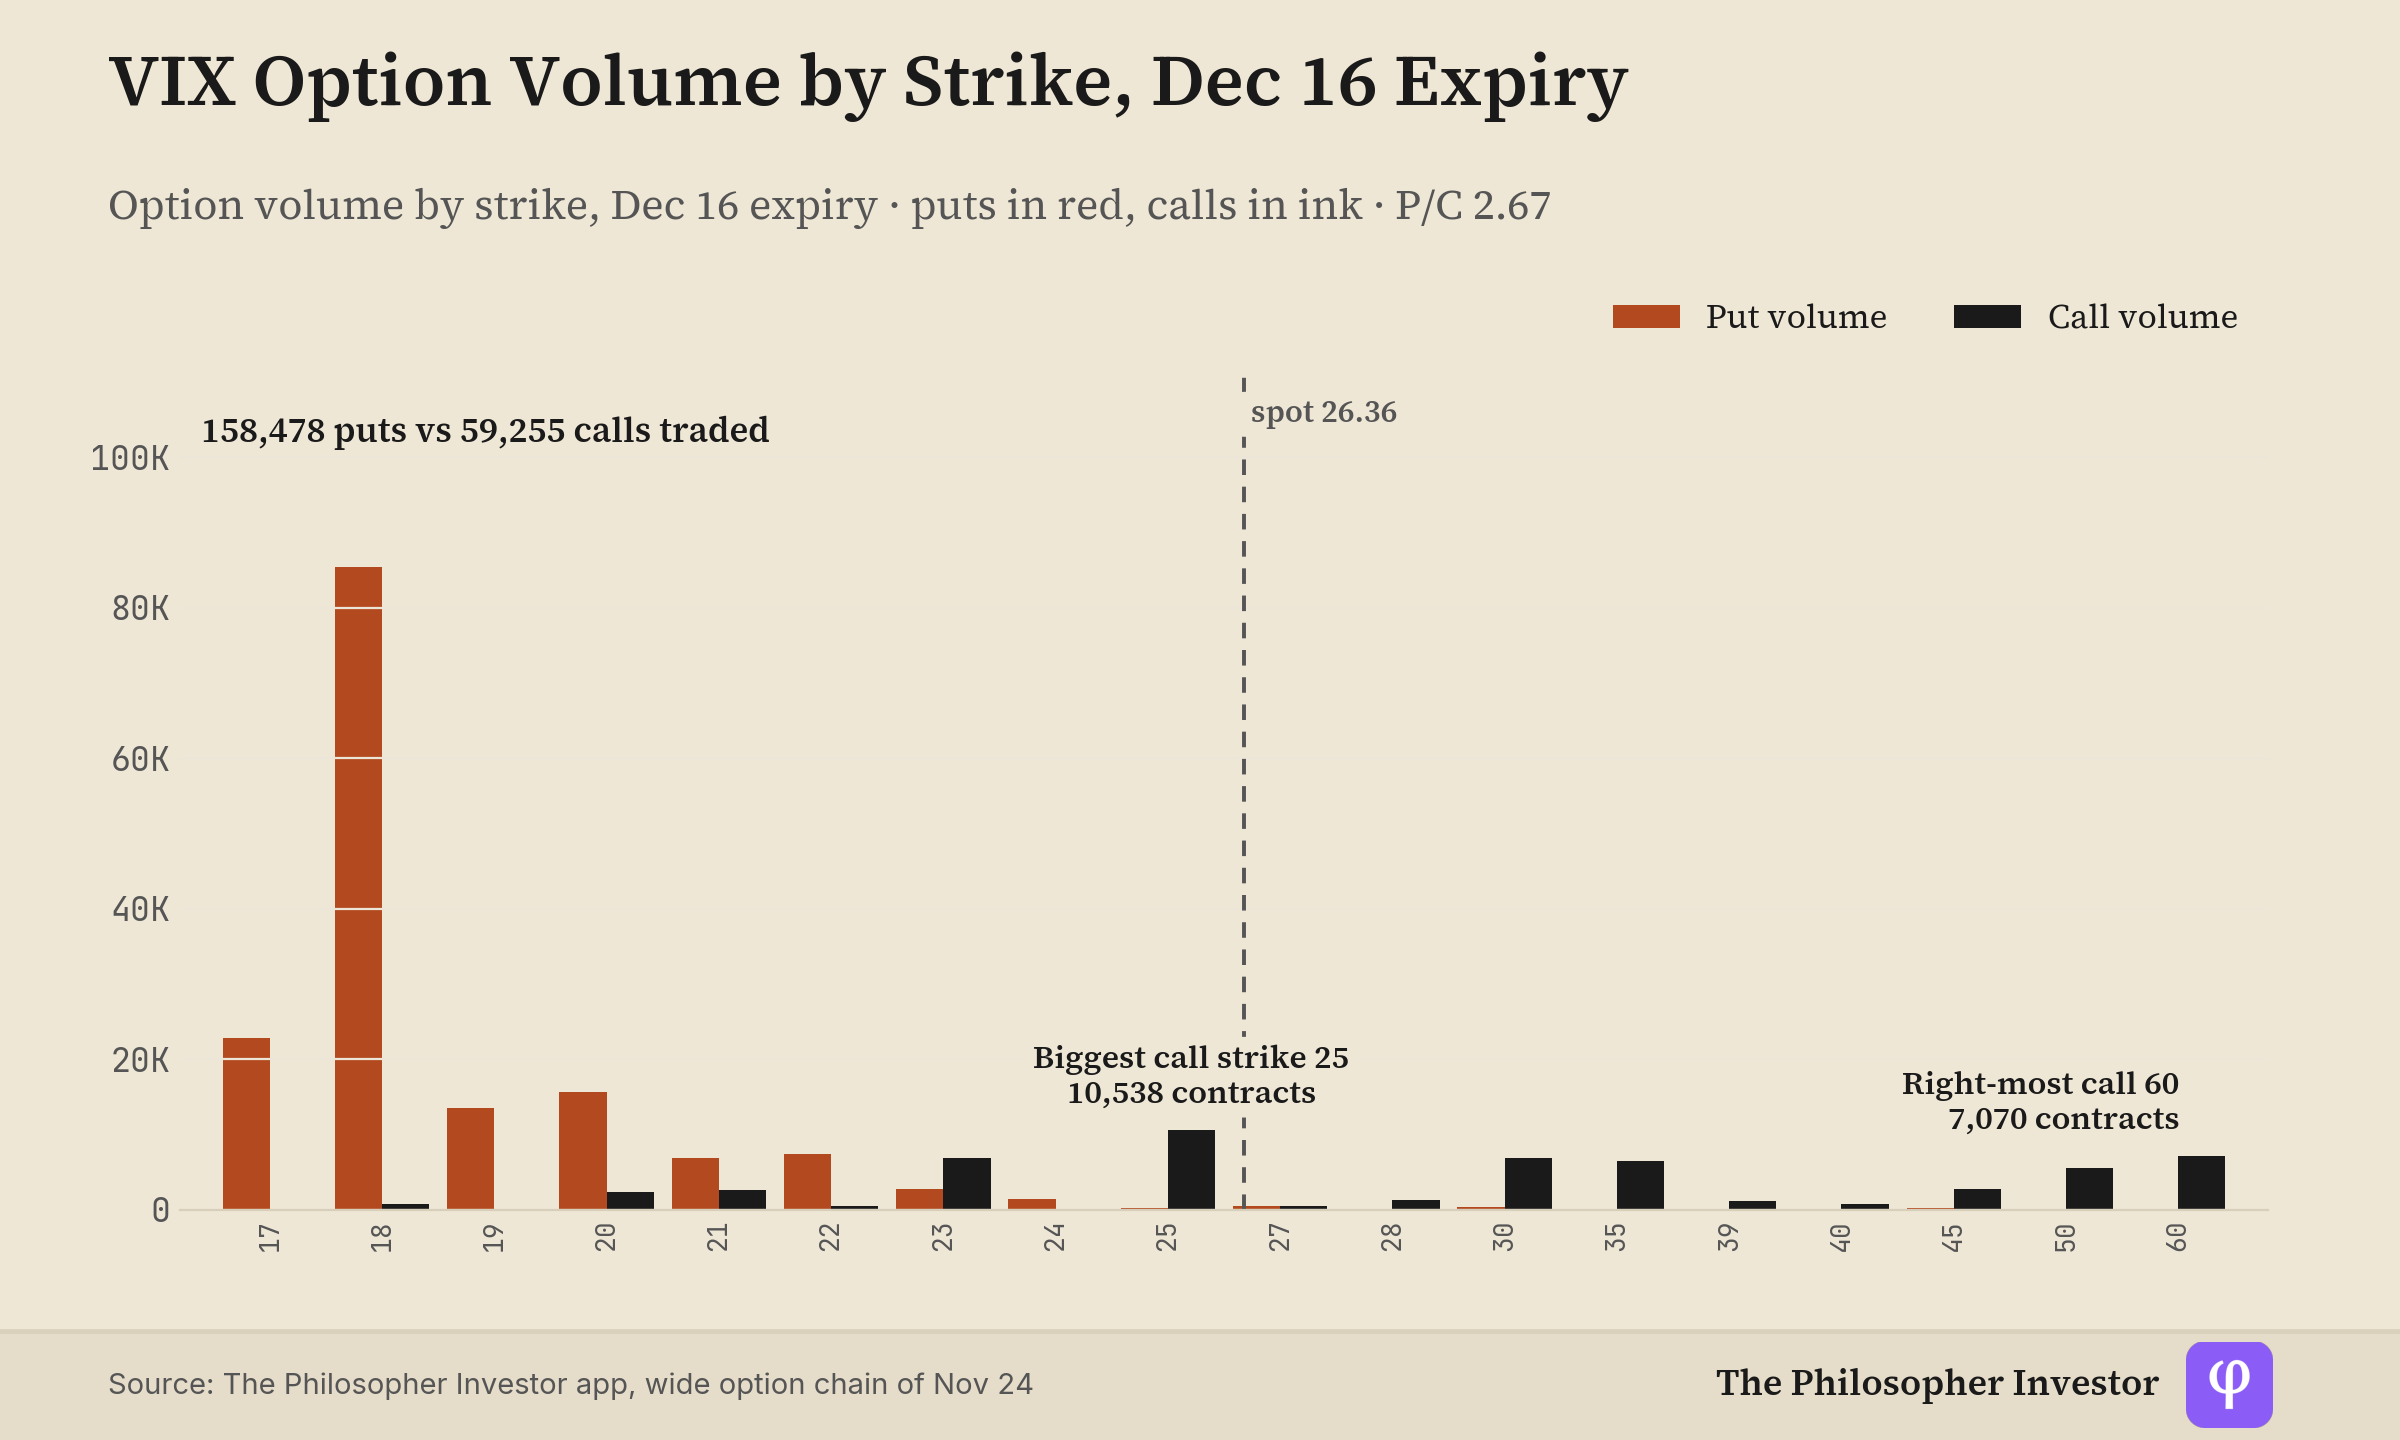 VIX Option Volume by Strike, Dec 16 Expiry
Option volume by strike, Dec 16 expiry · puts in red, calls in ink · P/C 2.67
Put volume
Call volume
spot 26.36
158,478 puts vs 59,255 calls traded
100K
80K
60K
40K
20K
0
Biggest call strike 25
10,538 contracts
Right-most call 60
7,070 contracts
17
18
19
20
21
22
23
24
25
27
28
30
35
39
40
45
50
60
Source: The Philosopher Investor app, wide option chain of Nov 24
The Philosopher Investor
φ